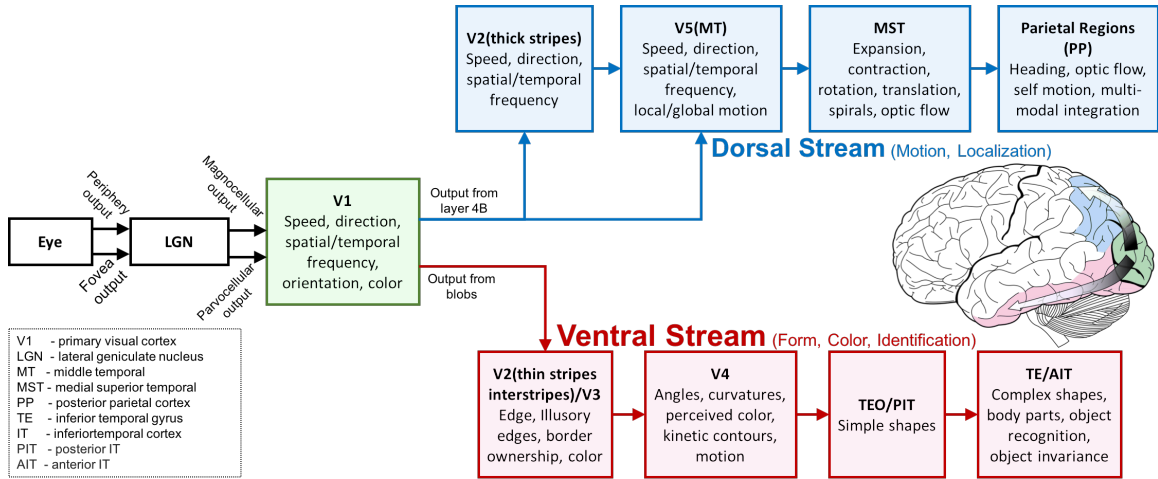 Eye
Periphery
output
Fovea
output
LGN
Magnocellular
output
Parvocellular
output
V1
Speed, direction,
spatial/temporal
frequency,
orientation, color
Output from
layer 4B
Output from
blobs
V2(thick stripes)
Speed, direction,
spatial/temporal
frequency
V5(MT)
Speed, direction,
spatial/temporal
frequency,
local/global motion
MST
Expansion,
contraction,
rotation, translation,
spirals, optic flow
Parietal Regions
(PP)
Heading, optic flow,
self motion, multi-
modal integration
Dorsal Stream (Motion, Localization)
Ventral Stream (Form, Color, Identification)
V2(thin stripes
interstripes)/V3
Edge, Illusory
edges, border
ownership, color
V4
Angles, curvatures,
perceived color,
kinetic contours,
motion
TEO/PIT
Simple shapes
TE/AIT
Complex shapes,
body parts, object
recognition,
object invariance
V1 - primary visual cortex
LGN - lateral geniculate nucleus
MT - middle temporal
MST - medial superior temporal
PP - posterior parietal cortex
TE - inferior temporal gyrus
IT - inferiortemporal cortex
PIT - posterior IT
AIT - anterior IT